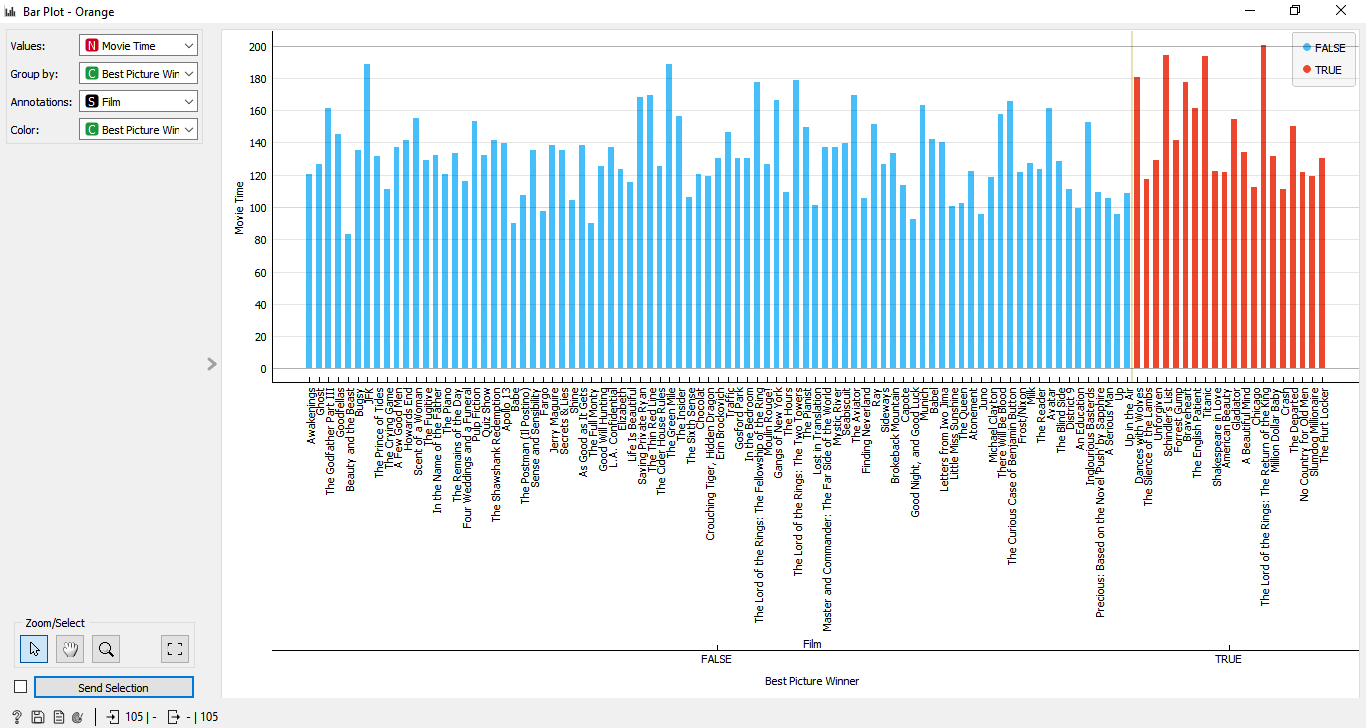 Bar Plot - Orange
Values:
N Movie Time
Group by:
C Best Picture Win
Annotations:
S Film
Color:
C Best Picture Win
Movie Time
200
180
160
140
120
100
80
60
40
20
0
FALSE
TRUE
Awakenings
Ghost
The Godfather Part III
Goodfellas
Beauty and the Beast
Bugsy
JFK
The Prince of Tides
The Crying Game
A Few Good Men
Howards End
Scent of a Woman
The Fugitive
In the Name of the Father
The Piano
The Remains of the Day
Four Weddings and a Funeral
Pulp Fiction
Quiz Show
The Shawshank Redemption
Apollo 13
Babe
The Postman (Il Postino)
Sense and Sensibility
Fargo
Jerry Maguire
Secrets & Lies
Shine
As Good as It Gets
The Full Monty
Good Will Hunting
L.A. Confidential
Elizabeth
Life Is Beautiful
Saving Private Ryan
The Thin Red Line
The Cider House Rules
The Green Mile
The Insider
The Sixth Sense
Chocolat
Crouching Tiger, Hidden Dragon
Erin Brockovich
Traffic
Gosford Park
In the Bedroom
The Lord of the Rings: The Fellowship of the Ring
Moulin Rouge!
Gangs of New York
The Hours
The Lord of the Rings: The Two Towers
The Pianist
Lost in Translation
Master and Commander: The Far Side of the World
Mystic River
Seabiscuit
The Aviator
Finding Neverland
Ray
Sideways
Brokeback Mountain
Capote
Good Night, and Good Luck
Munich
Babel
Letters from Iwo Jima
Little Miss Sunshine
The Queen
Atonement
Juno
Michael Clayton
There Will Be Blood
The Curious Case of Benjamin Button
Frost/Nixon
Milk
The Reader
Avatar
The Blind Side
District 9
An Education
Inglourious Basterds
Precious: Based on the Novel 'Push' by Sapphire
A Serious Man
Up
Up in the Air
Dances with Wolves
The Silence of the Lambs
Unforgiven
Schindler's List
Forrest Gump
Braveheart
The English Patient
Titanic
Shakespeare in Love
American Beauty
Gladiator
A Beautiful Mind
Chicago
The Lord of the Rings: The Return of the King
Million Dollar Baby
Crash
The Departed
No Country for Old Men
Slumdog Millionaire
The Hurt Locker
Film
FALSE
TRUE
Best Picture Winner
Zoom/Select
Send Selection
? 105 | - - | 105